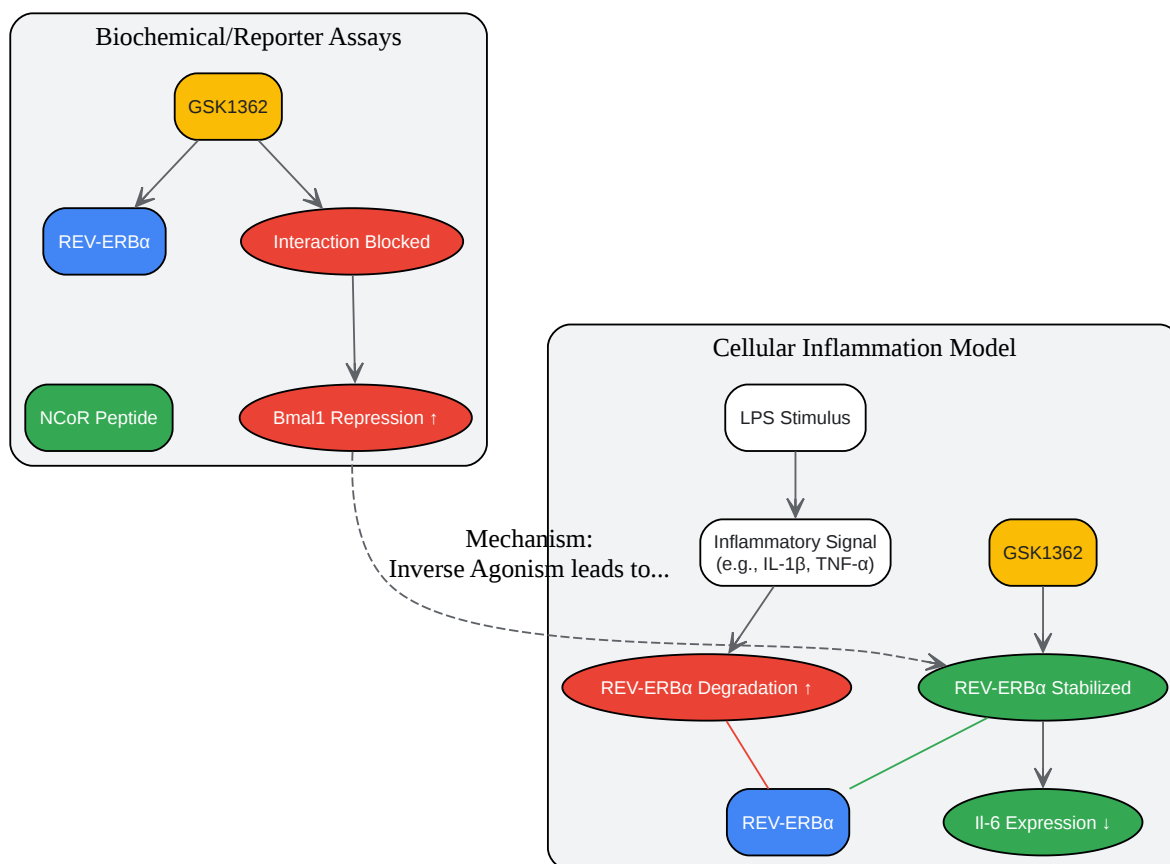 Biochemical/Reporter Assays
GSK1362
REV-ERBα
Interaction Blocked
NCoR Peptide
Bmal1 Repression ↑
Mechanism:
Inverse Agonism leads to...
Cellular Inflammation Model
LPS Stimulus
Inflammatory Signal
(e.g., IL-1β, TNF-α)
GSK1362
REV-ERBα Degradation ↑
REV-ERBα Stabilized
REV-ERBα
Il-6 Expression ↓